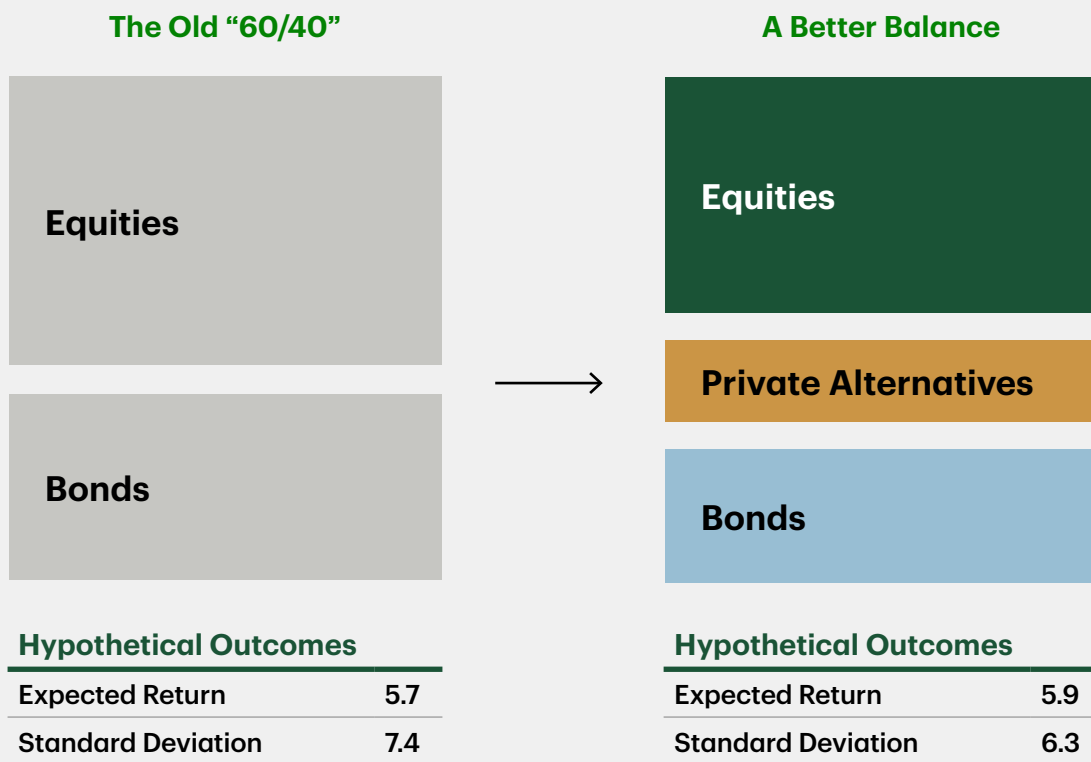 The Old “60/40”
Equities
Bonds
Hypothetical Outcomes
Expected Return 5.7
Standard Deviation 7.4
A Better Balance
Equities
Private Alternatives
Bonds
Hypothetical Outcomes
Expected Return 5.9
Standard Deviation 6.3